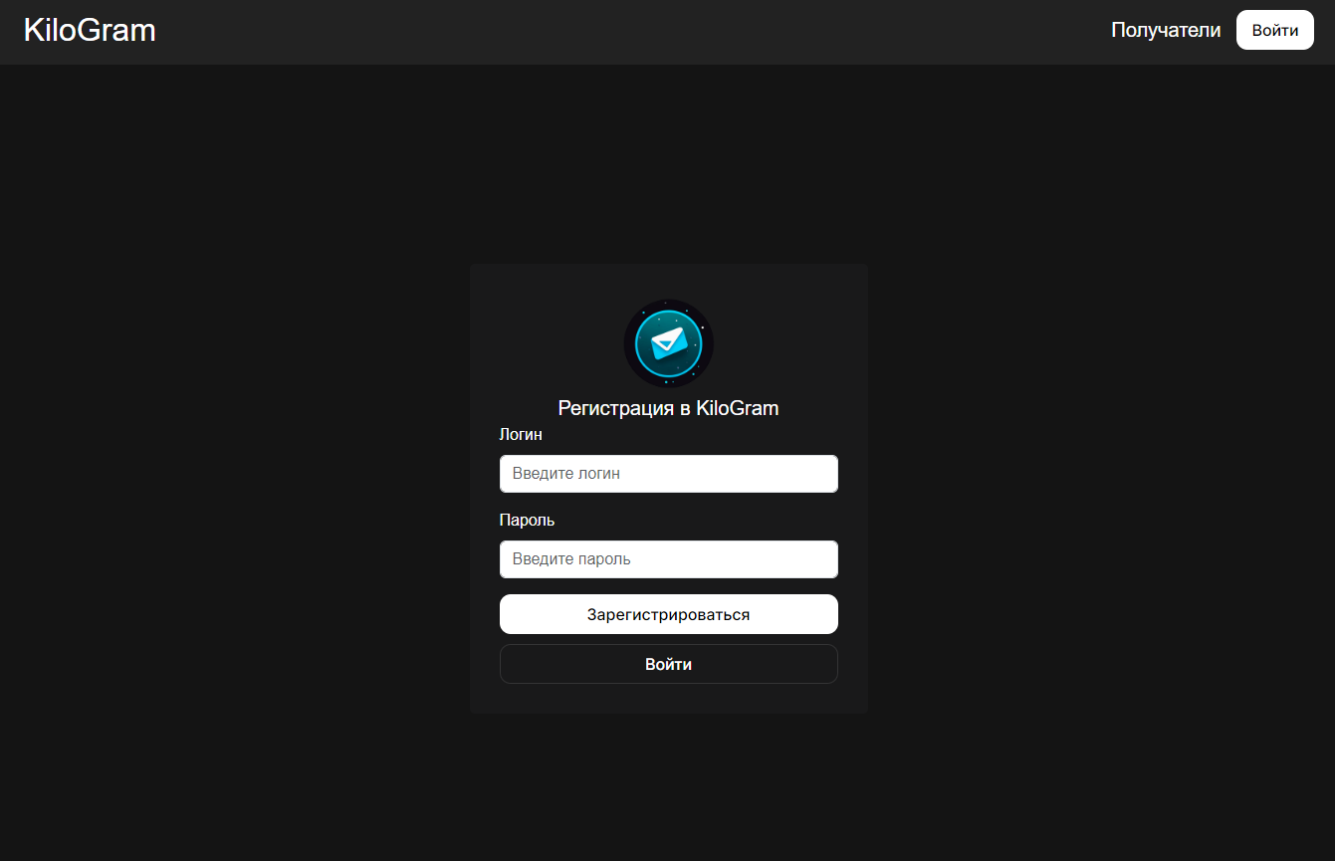 KiloGram
Получатели
Войти
Регистрация в KiloGram
Логин
Введите логин
Пароль
Введите пароль
Зарегистрироваться
Войти